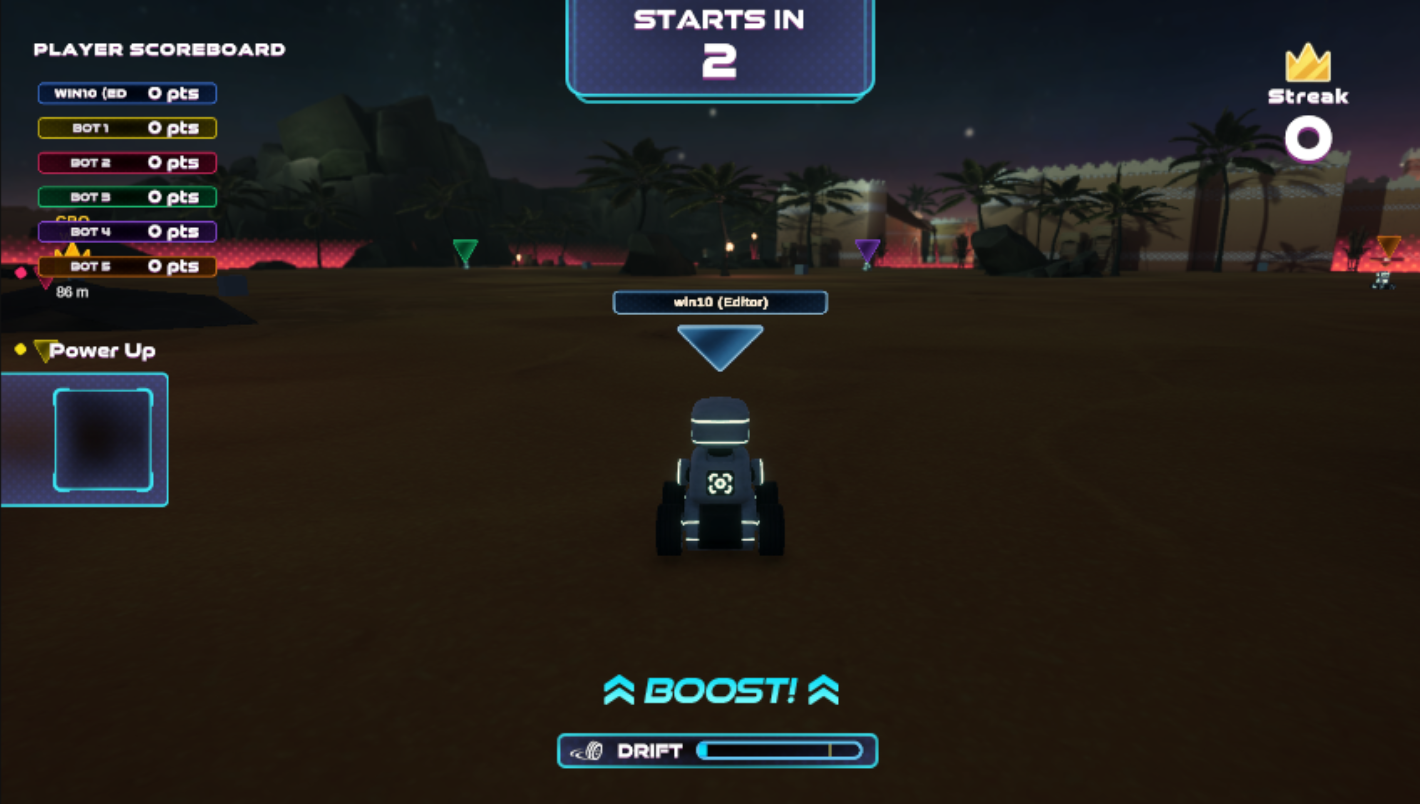 STARTS IN
2
PLAYER SCOREBOARD
WIN10 (ED 0 pts
BOT 1 0 pts
BOT 2 0 pts
BOT 3 0 pts
BOT 4 0 pts
BOT 5 0 pts
86 m
Streak
0
win10 (Editor)
Power Up
BOOST!
DRIFT